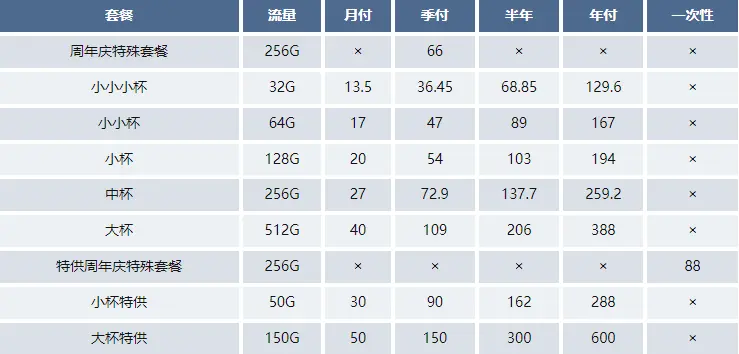 套餐 流量 月付 季付 半年 年付 一次性
周年庆特殊套餐 256G × 66 × × ×
小小小杯 32G 13.5 36.45 68.85 129.6 ×
小小杯 64G 17 47 89 167 ×
小杯 128G 20 54 103 194 ×
中杯 256G 27 72.9 137.7 259.2 ×
大杯 512G 40 109 206 388 ×
特供周年庆特殊套餐 256G × × × × 88
小杯特供 50G 30 90 162 288 ×
大杯特供 150G 50 150 300 600 ×